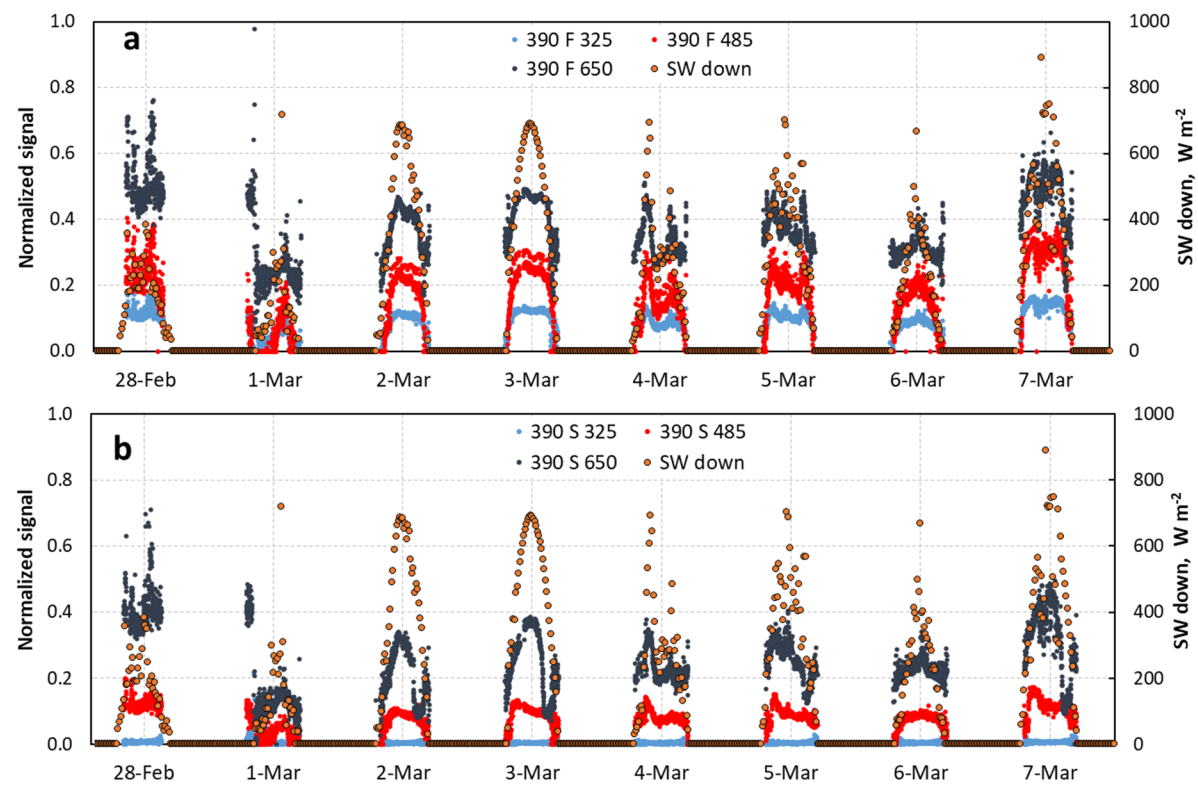 a
390 F 325
390 F 485
390 F 650
SW down
1.0
0.8
0.6
0.4
0.2
0.0
Normalized signal
1000
800
600
400
200
0
SW down, W m-2
28-Feb
1-Mar
2-Mar
3-Mar
4-Mar
5-Mar
6-Mar
7-Mar
b
390 S 325
390 S 485
390 S 650
SW down
1.0
0.8
0.6
0.4
0.2
0.0
Normalized signal
1000
800
600
400
200
0
SW down, W m-2
28-Feb
1-Mar
2-Mar
3-Mar
4-Mar
5-Mar
6-Mar
7-Mar